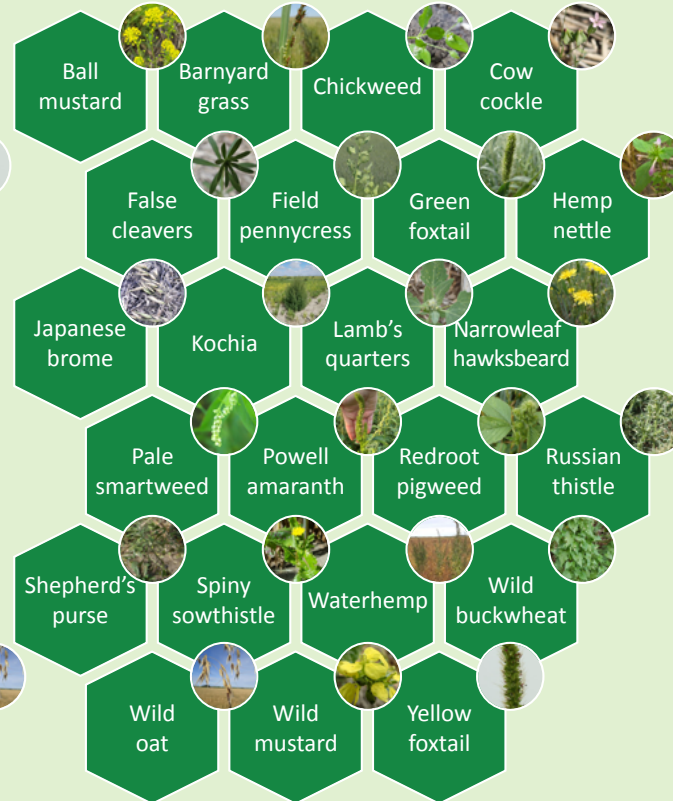 Ball
mustard
Barnyard
grass
Chickweed
Cow
cockle
False
cleavers
Field
pennycress
Green
foxtail
Hemp
nettle
Japanese
brome
Kochia
Lamb's
quarters
Narrowleaf
hawksbeard
Pale
smartweed
Powell
amaranth
Redroot
pigweed
Russian
thistle
Shepherd's
purse
Spiny
sowthistle
Waterhemp
Wild
buckwheat
Wild
oat
Wild
mustard
Yellow
foxtail